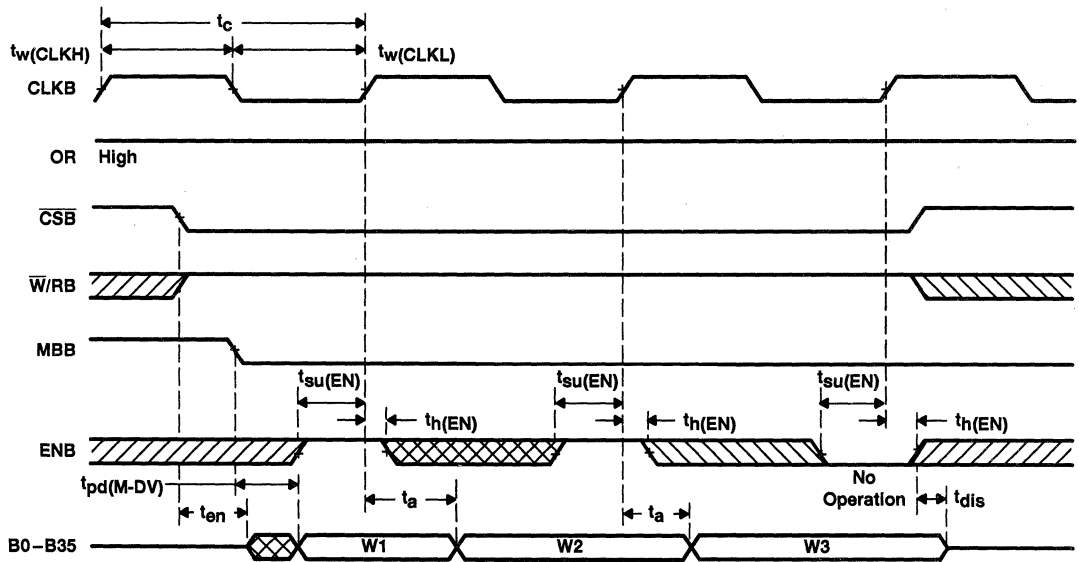 tc
tw(CLKH)
tw(CLKL)
CLKB
OR High
CSB
W/RB
MBB
tsu(EN) tsu(EN) tsu(EN)
th(EN) th(EN) th(EN)
ENB
tpd(M-DV)
ta
No
Operation
ten
ta
tdis
B0–B35 W1 W2 W3